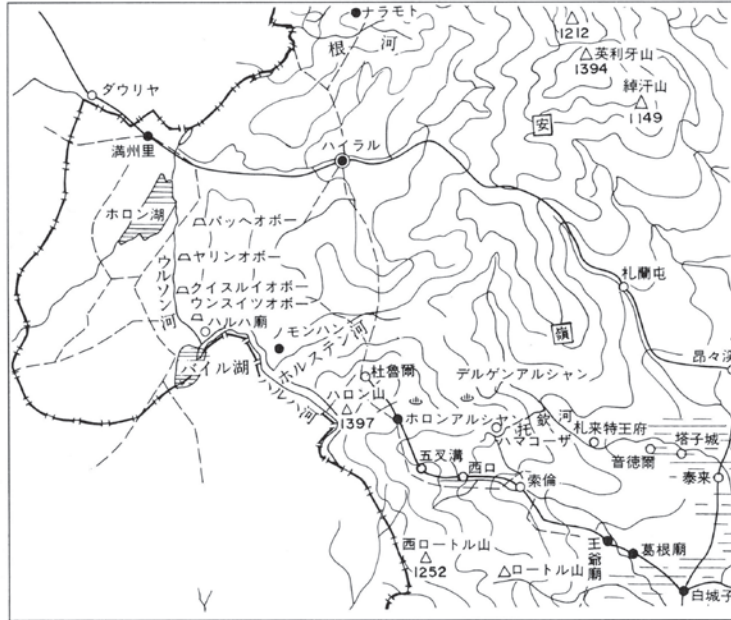 ナラモト
1212
根河
英利牙山
1394
綽汗山
1149
ダウリヤ
安
満州里
ハイラル
ホロン湖
バッヘオボー
ウルソン河
ヤリンオボー
札蘭屯
クイスルイオボー
ウンスイツオボー
嶺
ハルハ廟
ノモンハン
ホルステン河
昂々渓
バイル湖
ハルハ河
杜魯爾
デルゲンアルシャン
ハロン山
1397
ホロンアルシャン
托欽河
ハマコーザ
札来特王府
塔子城
音徳爾
泰来
五叉溝
西口
索倫
西ロートル山
1252
ロートル山
王爺廟
葛根廟
白城子